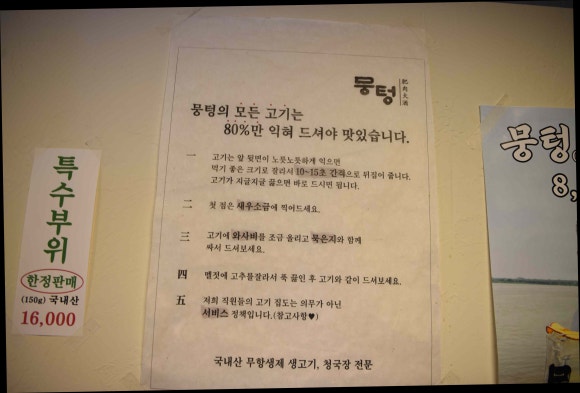 뭉텅
뭉텅의 모든 고기는
80%만 익혀 드셔야 맛있습니다.
一 고기는 앞 뒷면이 노릇노릇하게 익으면
먹기 좋은 크기로 잘라서 10~15초 간격으로 뒤집어 줍니다.
고기가 지글지글 끓으면 바로 드시면 됩니다.
二 첫 점은 새우소금에 찍어드세요.
三 고기에 와사비를 조금 올리고 묵은지와 함께
싸서 드셔보세요.
四 멜젓에 고추를잘라서 푹 끓인 후 고기와 같이 드셔보세요.
五 저희 직원들의 고기 집도는 의무가 아닌
서비스 정책입니다.(참고사항♥)
국내산 무항생제 생고기, 청국장 전문
특수부위
한정판매
(150g) 국내산
16,000
뭉텅
8,